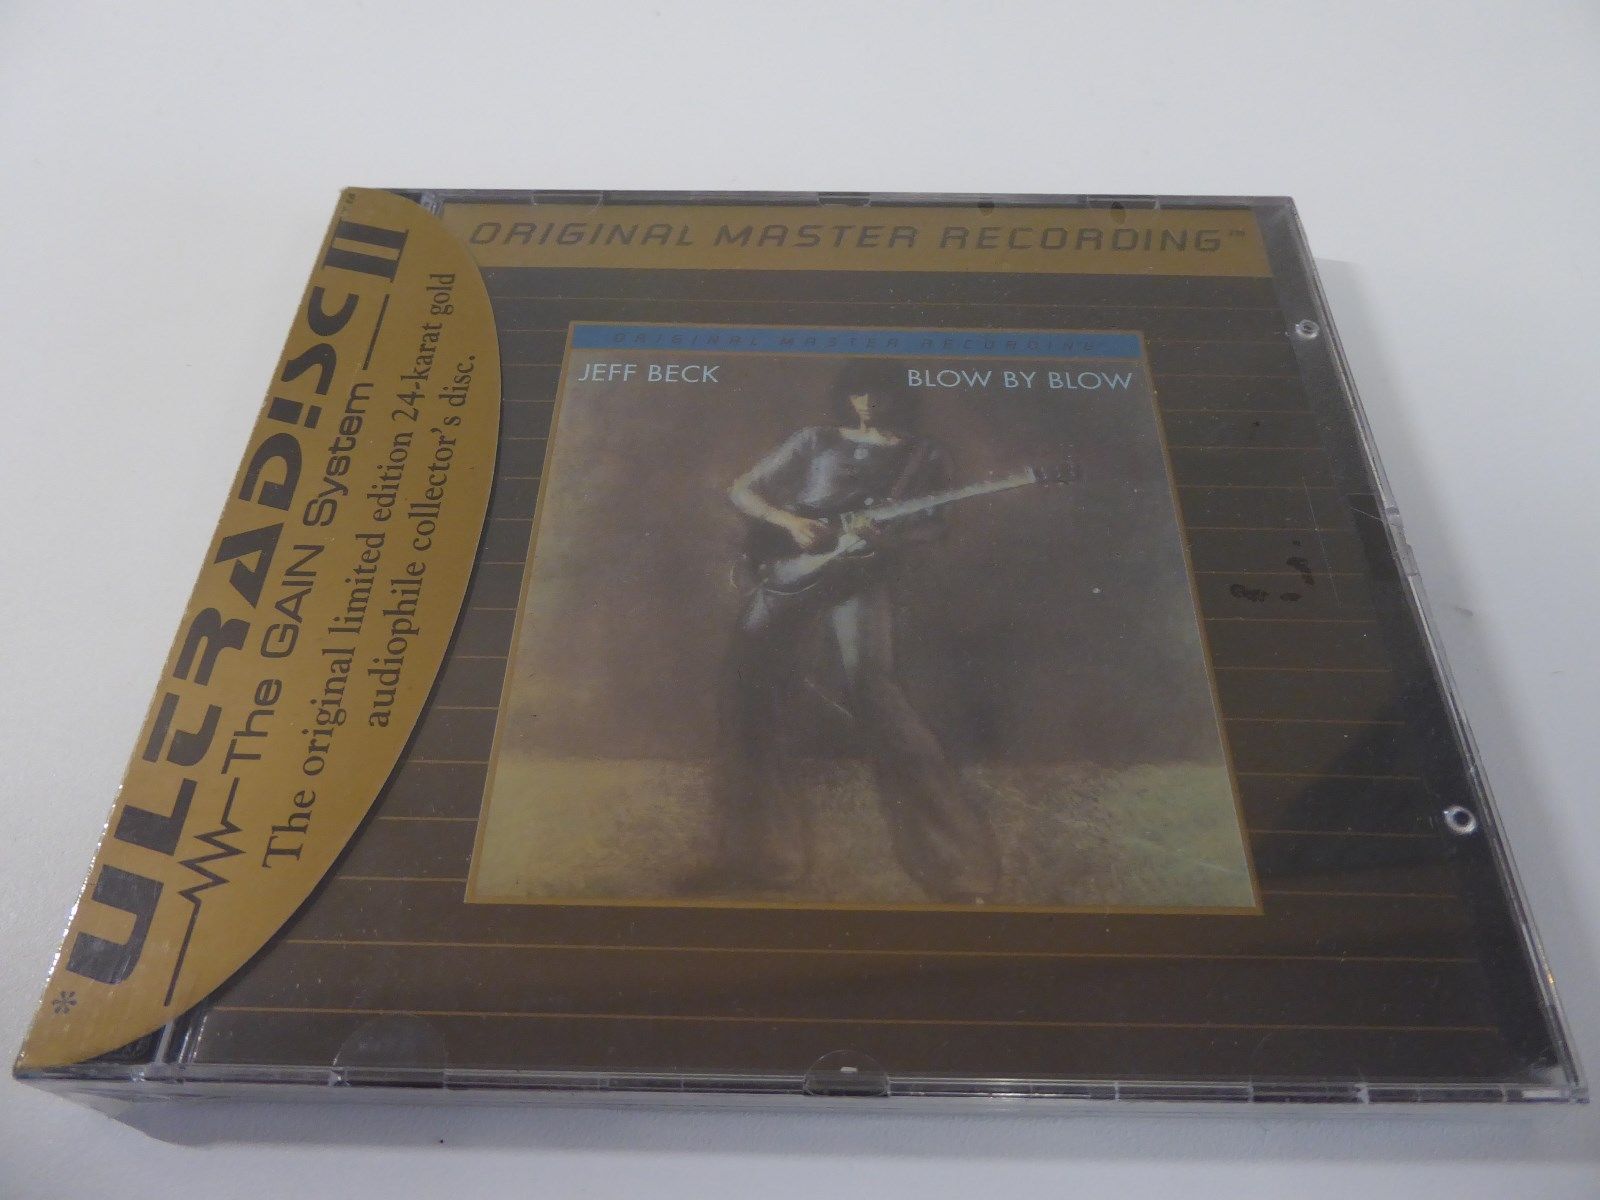 ORIGINAL MASTER RECORDING™
ULTRADISC II™
The GAIN System
The original limited edition 24-karat gold
audiophile collector's disc.
*
ORIGINAL MASTER RECORDING
JEFF BECK
BLOW BY BLOW